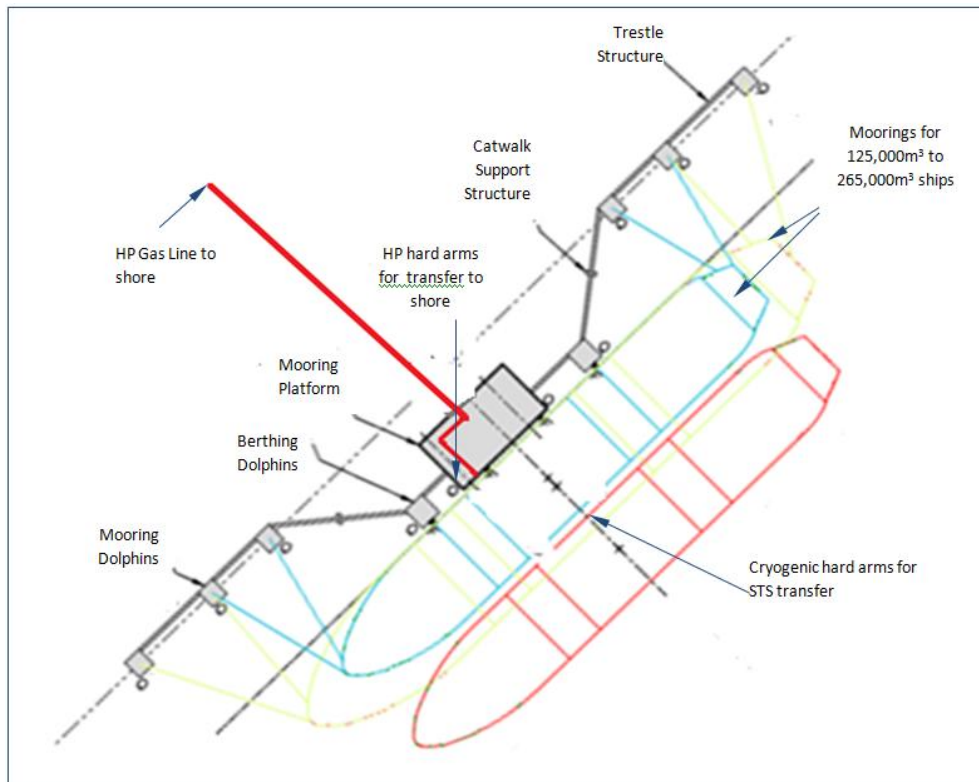 Trestle
Structure
Moorings for
125,000m³ to
265,000m³ ships
Catwalk
Support
Structure
HP Gas Line to
shore
HP hard arms
for transfer to
shore
Mooring
Platform
Berthing
Dolphins
Mooring
Dolphins
Cryogenic hard arms for
STS transfer